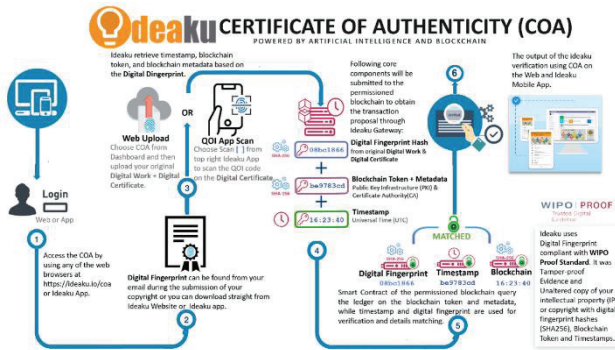 ideaku CERTIFICATE OF AUTHENTICITY (COA)
POWERED BY ARTIFICIAL INTELLIGENCE AND BLOCKCHAIN
Ideaku retrieve timestamp, blockchain
token, and blockchain metadata based on
the Digital Dingerprint.
Web Upload
Choose COA from
Dashboard and then
upload your original
Digital Work + Digital
Certificate.
OR
QOI App Scan
Choose Scan [ ] from
top right Ideaku App
to scan the QOI code
on the Digital Certificate
Login
Web or App
1
Access the COA by
using any of the web
browsers at
https://ideaku.io/coa
or Ideaku App.
3
Digital Fingerprint can be found from your
email during the submission of your
copyright or you can download straight from
Ideaku Website or Ideaku app.
2
Following core
components will be
submitted to the
permissioned
blockchain to obtain
the transaction
proposal through
Ideaku Gateway:
SHA-256
08bc1866
Digital Fingerprint Hash
from original Digital Work &
Digital Certificate
+
SHA-256
be9783cd
Blockchain Token + Metadata
Public Key Infrastructure (PKI) &
Certificate Authority(CA)
+
16:23:40
Timestamp
Universal Time (UTC)
4
6
MATCHED
SHA-256
Digital Fingerprint
08bc1866
Timestamp
be9783cd
SHA-256
Blockchain
16:23:40
Smart Contract of the permissioned blockchain query
the ledger on the blockchain token and metadata,
while timestamp and digital fingerprint are used for
verification and details matching.
5
The output of the ideaku
verification using COA on
the Web and Ideaku
Mobile App.
WIPO | PROOF
Trusted Digital
Ideaku uses
Digital Fingerprint
compliant with WIPO
Proof Standard. It was
Tamper-proof
Evidence and
Unaltered copy of your
intellectual property (IP)
or copyright with digital
fingerprint hashes
(SHA256), Blockchain
Token and Timestamps.